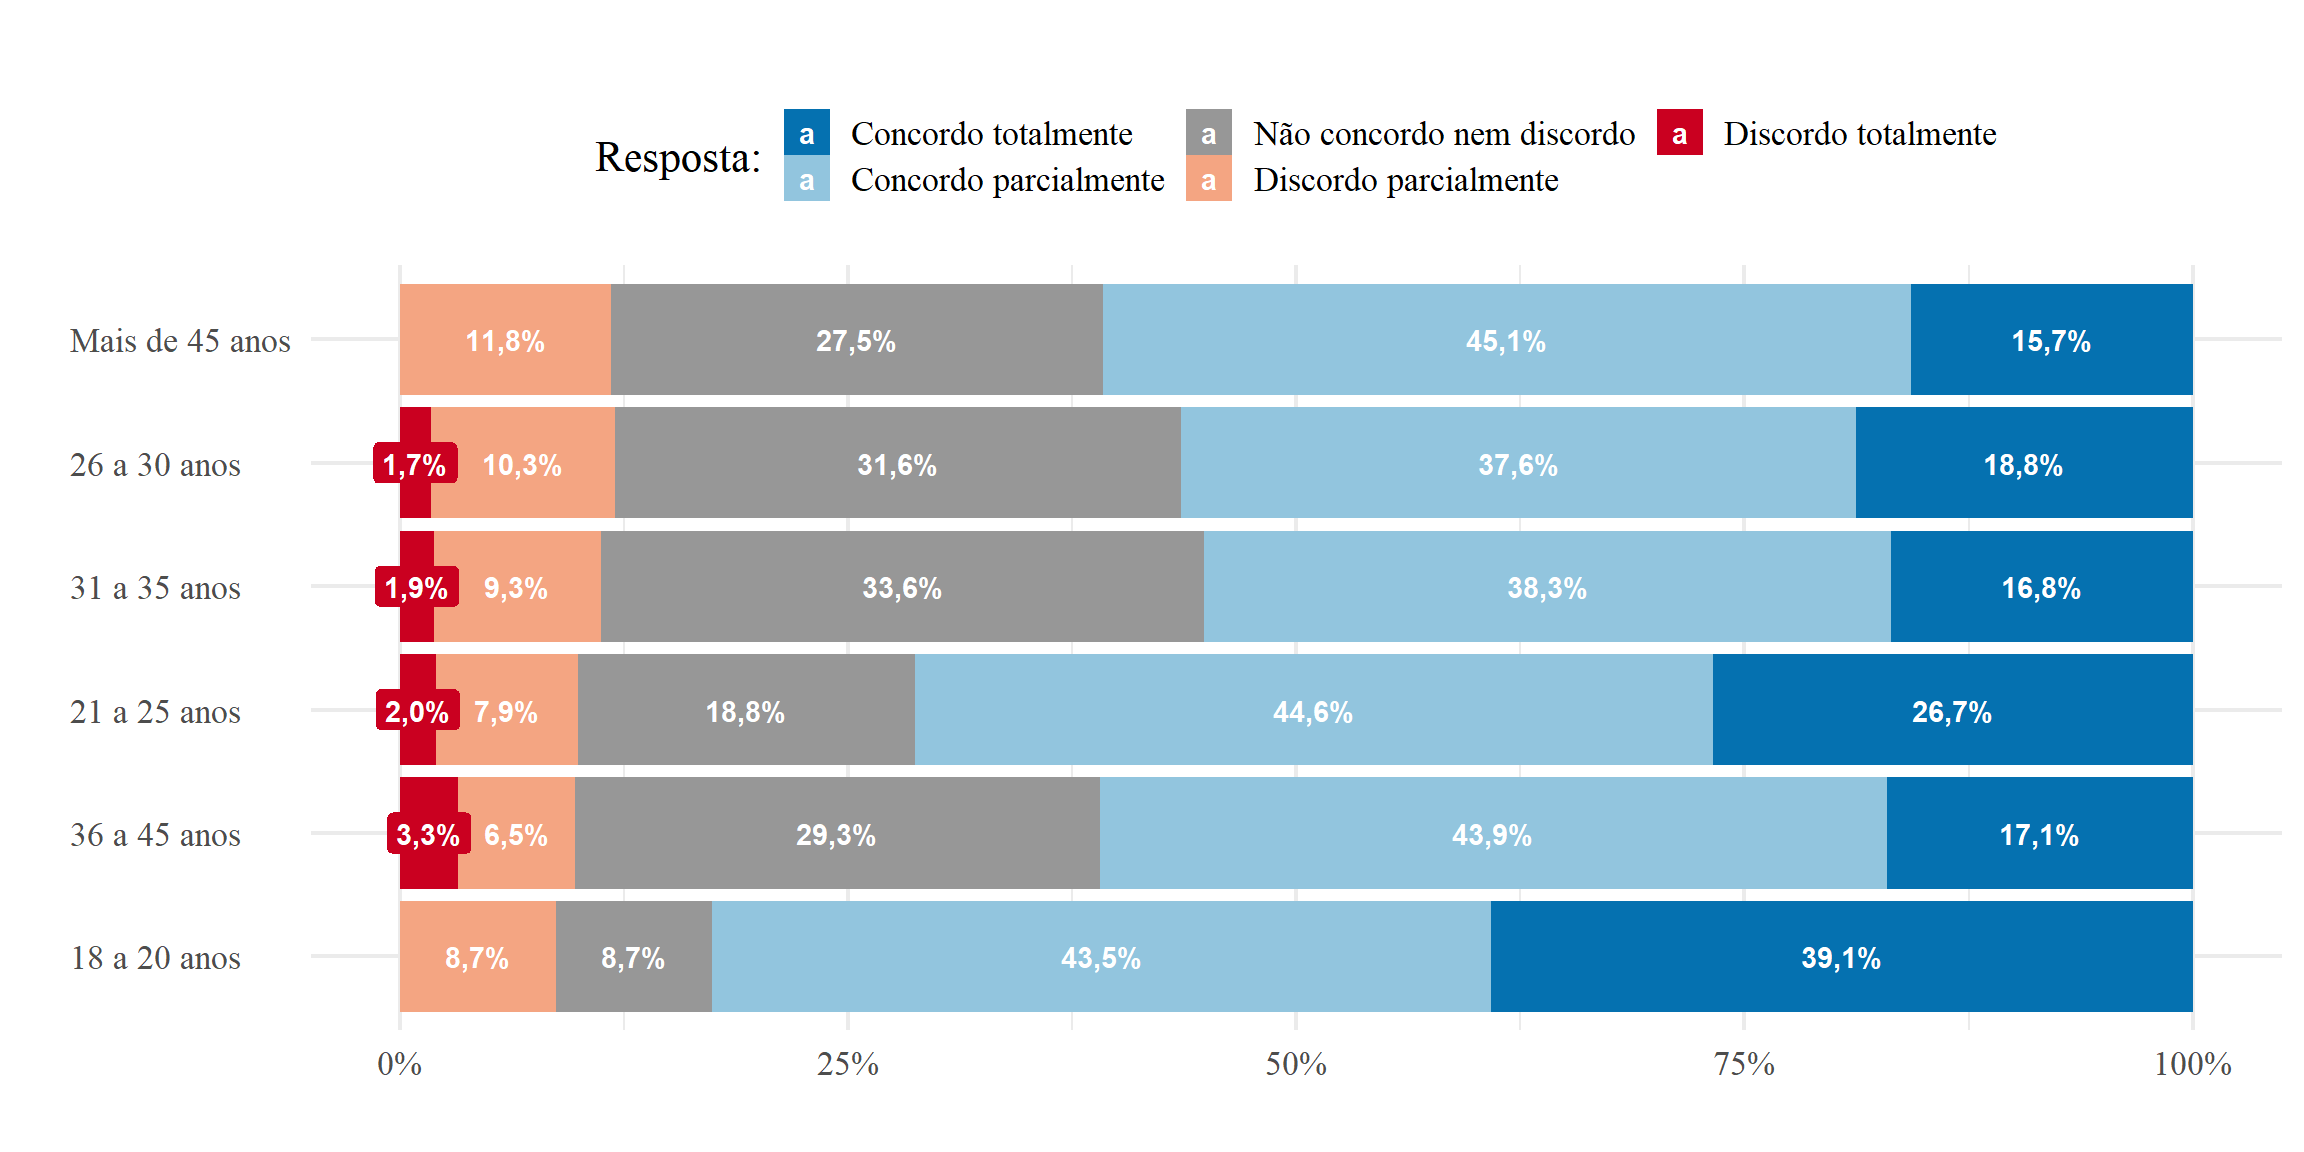 Resposta:
a Concordo totalmente a Não concordo nem discordo a Discordo totalmente
a Concordo parcialmente a Discordo parcialmente
Mais de 45 anos 11,8% 27,5% 45,1% 15,7%
26 a 30 anos 1,7% 10,3% 31,6% 37,6% 18,8%
31 a 35 anos 1,9% 9,3% 33,6% 38,3% 16,8%
21 a 25 anos 2,0% 7,9% 18,8% 44,6% 26,7%
36 a 45 anos 3,3% 6,5% 29,3% 43,9% 17,1%
18 a 20 anos 8,7% 8,7% 43,5% 39,1%
0% 25% 50% 75% 100%